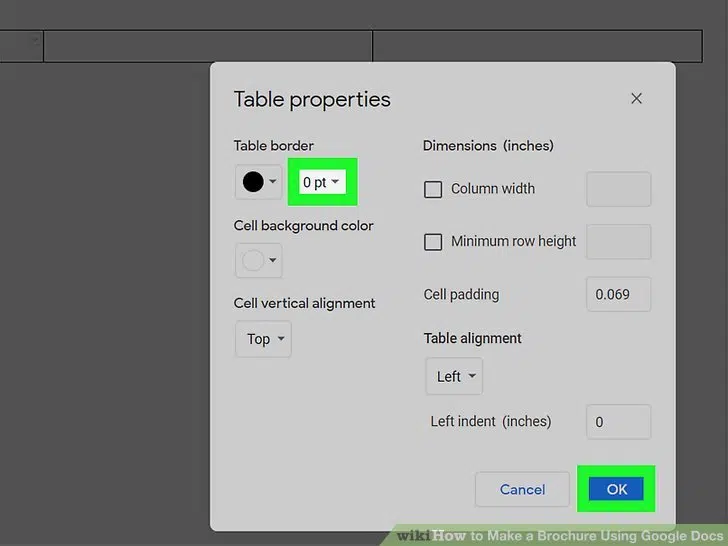 Table properties
Table border
0 pt
Cell background color
Cell vertical alignment
Top
Dimensions (inches)
Column width
Minimum row height
Cell padding
0.069
Table alignment
Left
Left indent (inches)
0
Cancel
OK
wikiHow to Make a Brochure Using Google Docs